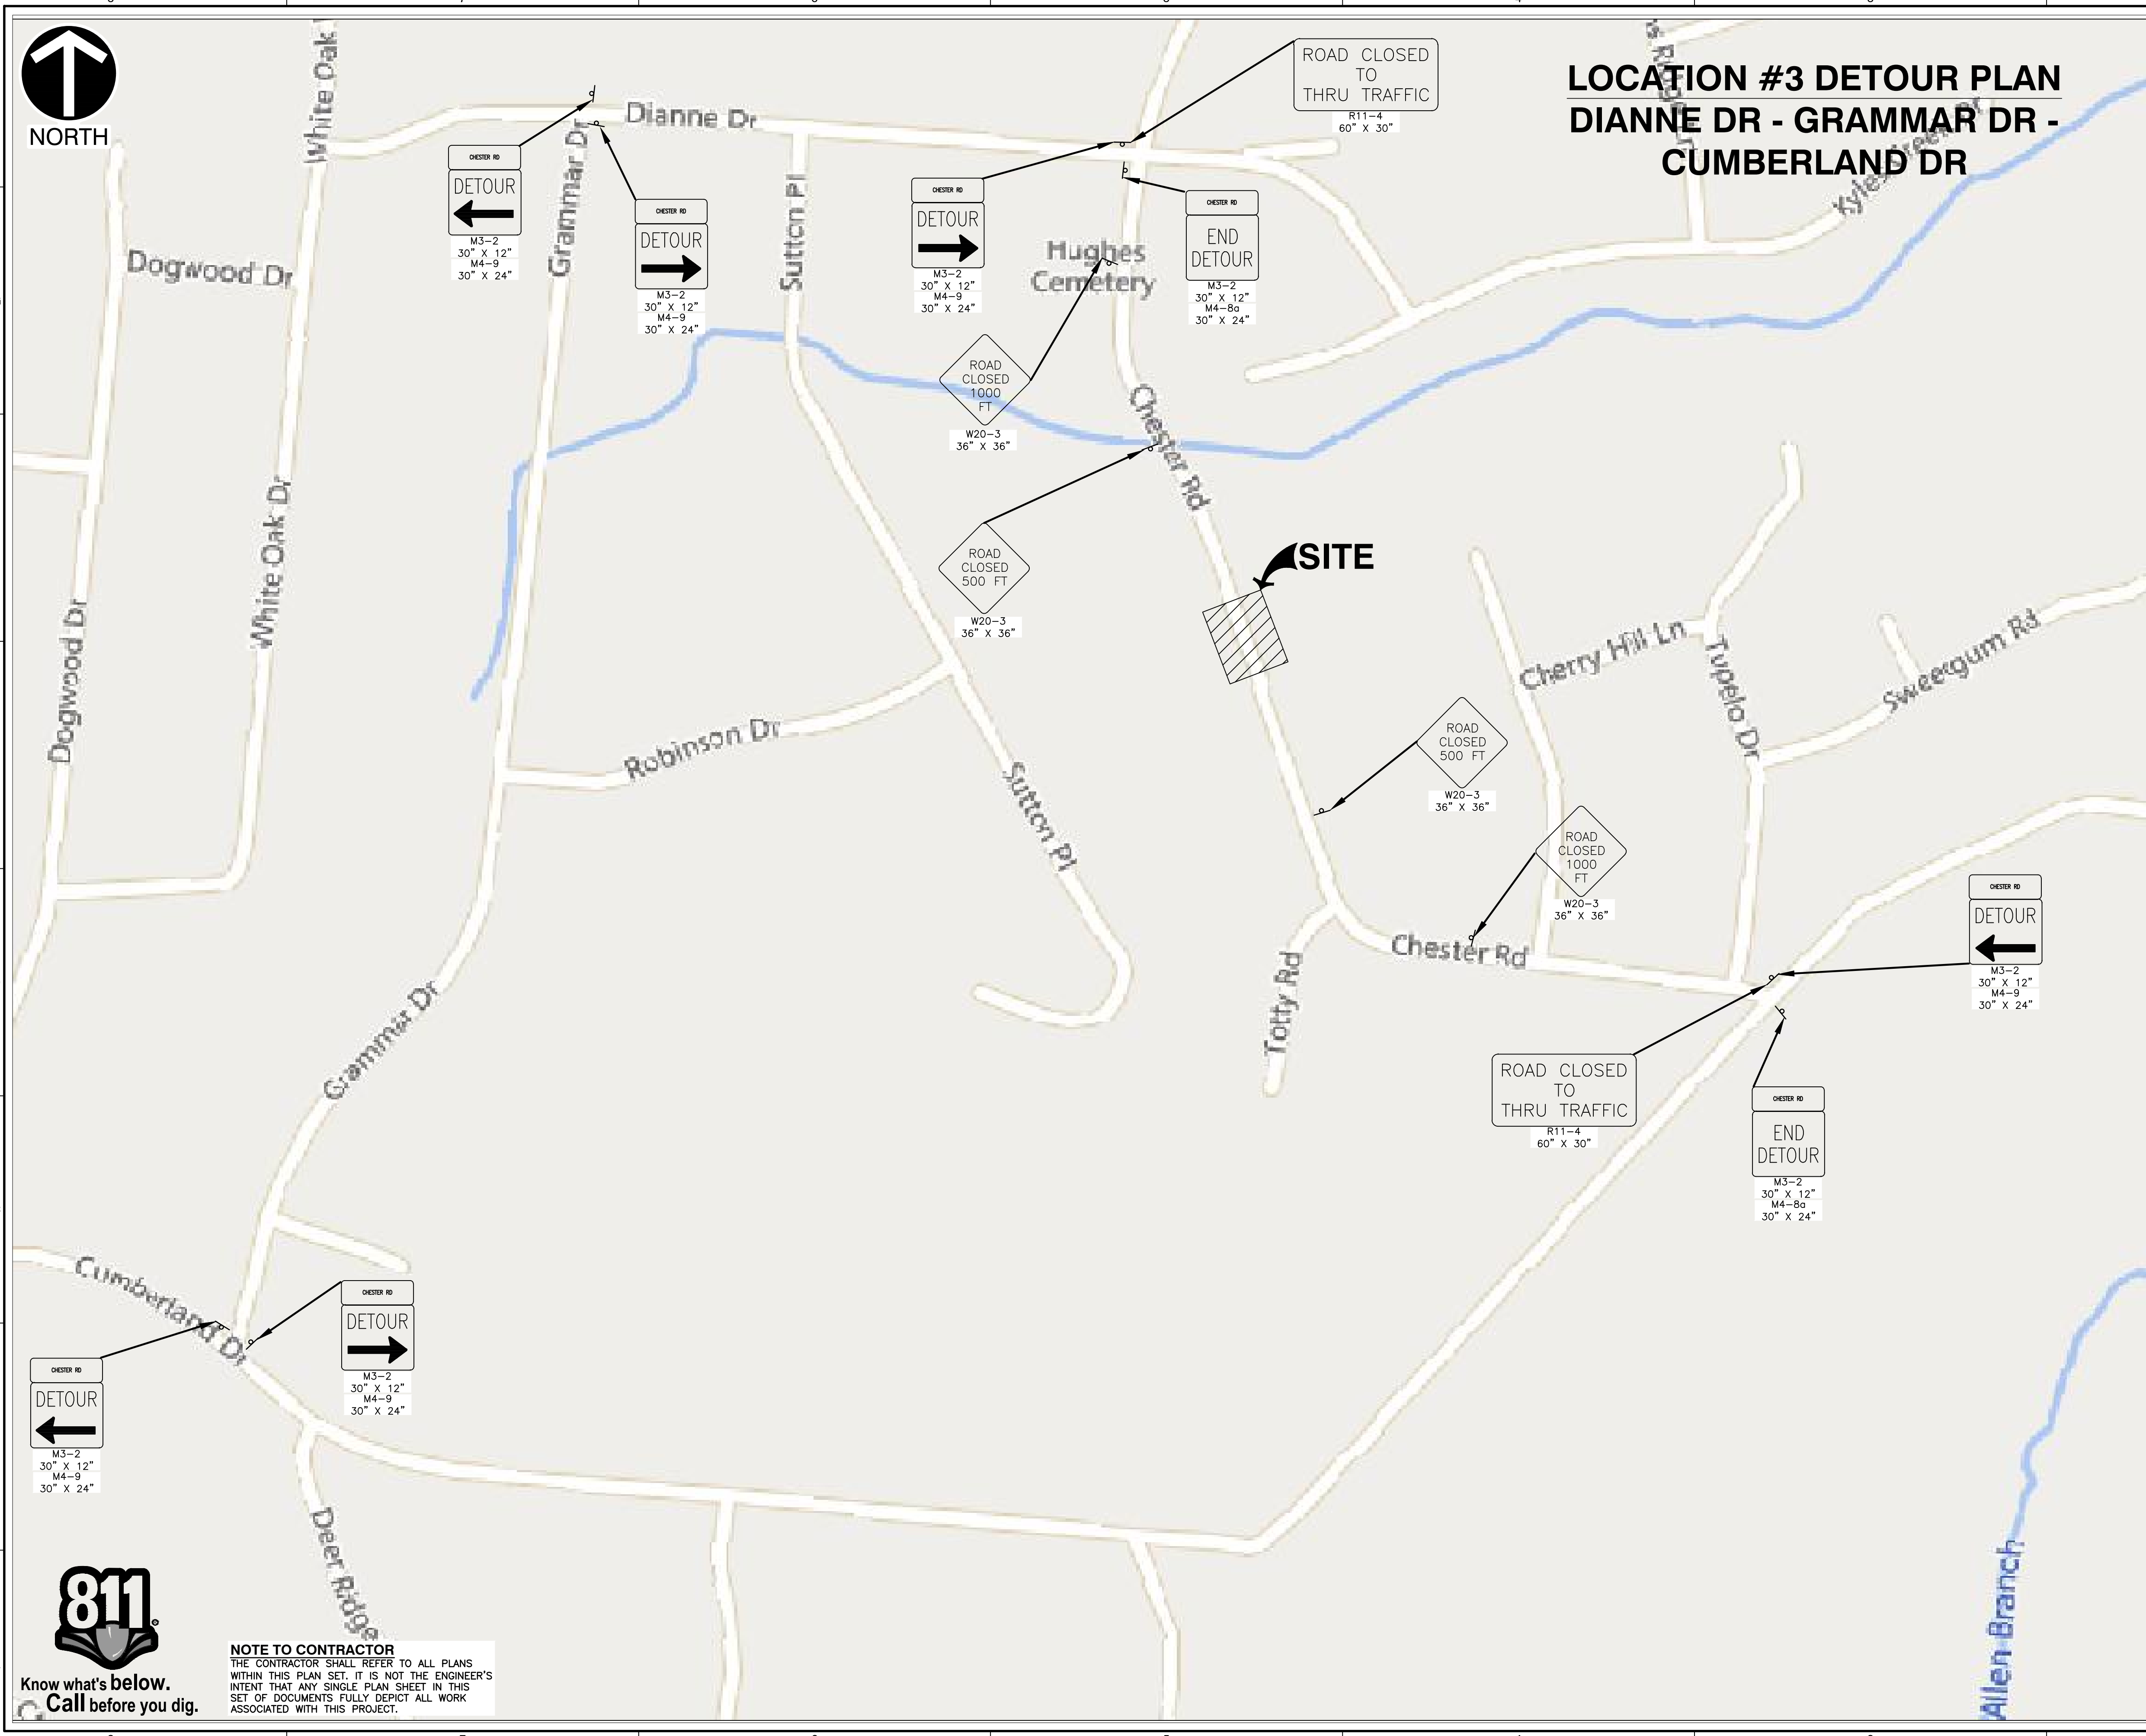 NORTH
LOCATION #3 DETOUR PLAN
DIANNE DR - GRAMMAR DR -
CUMBERLAND DR
White Oak
Dianne Dr
Grammar Dr
Sutton Pl
Dogwood Dr
Hughes
Cemetery
ROAD CLOSED
TO
THRU TRAFFIC
R11-4
60" X 30"
CHESTER RD
DETOUR
M3-2
30" X 12"
M4-9
30" X 24"
CHESTER RD
DETOUR
M3-2
30" X 12"
M4-9
30" X 24"
CHESTER RD
DETOUR
M3-2
30" X 12"
M4-9
30" X 24"
CHESTER RD
END
DETOUR
M3-2
30" X 12"
M4-8a
30" X 24"
ROAD
CLOSED
1000
FT
W20-3
36" X 36"
Chester Rd
ROAD
CLOSED
500 FT
W20-3
36" X 36"
SITE
White Oak Dr
Dogwood Dr
Robinson Dr
Sutton Pl
Cherry Hill Ln
Tupelo Dr
Sweetgum Rd
ROAD
CLOSED
500 FT
W20-3
36" X 36"
ROAD
CLOSED
1000
FT
W20-3
36" X 36"
Chester Rd
Totty Rd
CHESTER RD
DETOUR
M3-2
30" X 12"
M4-9
30" X 24"
ROAD CLOSED
TO
THRU TRAFFIC
R11-4
60" X 30"
CHESTER RD
END
DETOUR
M3-2
30" X 12"
M4-8a
30" X 24"
Grammar Dr
Cumberland Dr
CHESTER RD
DETOUR
M3-2
30" X 12"
M4-9
30" X 24"
CHESTER RD
DETOUR
M3-2
30" X 12"
M4-9
30" X 24"
Deer Ridge
Allen Branch
811®
Know what's below.
Call before you dig.
NOTE TO CONTRACTOR
THE CONTRACTOR SHALL REFER TO ALL PLANS
WITHIN THIS PLAN SET. IT IS NOT THE ENGINEER'S
INTENT THAT ANY SINGLE PLAN SHEET IN THIS
SET OF DOCUMENTS FULLY DEPICT ALL WORK
ASSOCIATED WITH THIS PROJECT.